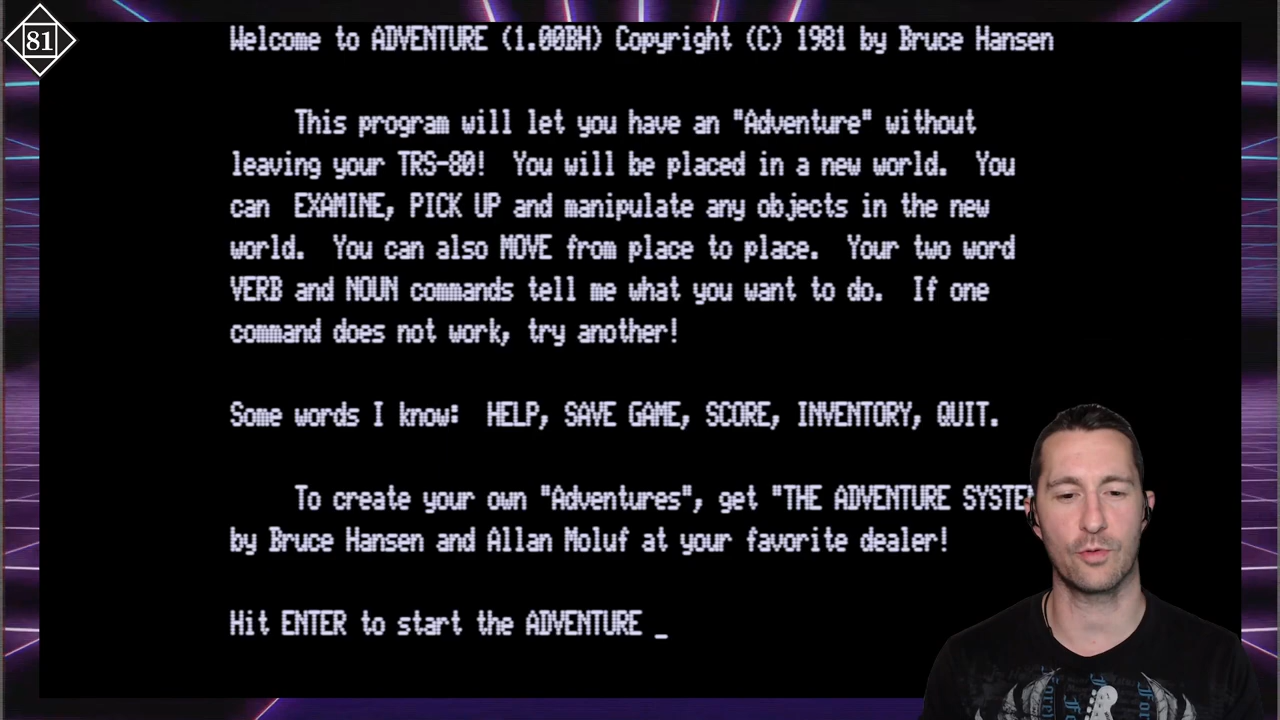 81
Welcome to ADVENTURE (1.00BH) Copyright (C) 1981 by Bruce Hansen
This program will let you have an "Adventure" without
leaving your TRS-80! You will be placed in a new world. You
can EXAMINE, PICK UP and manipulate any objects in the new
world. You can also MOVE from place to place. Your two word
VERB and NOUN commands tell me what you want to do. If one
command does not work, try another!
Some words I know: HELP, SAVE GAME, SCORE, INVENTORY, QUIT.
To create your own "Adventures", get "THE ADVENTURE
by Bruce Hansen and Allan Moluf at your favorite dealer!
Hit ENTER to start the ADVENTURE _